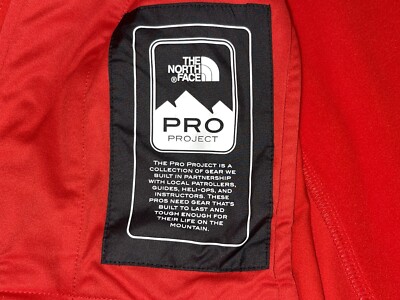 THE
NORTH
FACE
PRO
PROJECT
THE PRO PROJECT IS A
COLLECTION OF GEAR WE
BUILT IN PARTNERSHIP
WITH LOCAL PATROLLERS,
GUIDES, HELI-OPS, AND
INSTRUCTORS. THESE
PROS NEED GEAR THAT'S
BUILT TO LAST AND
TOUGH ENOUGH FOR
THEIR LIFE ON THE
MOUNTAIN.